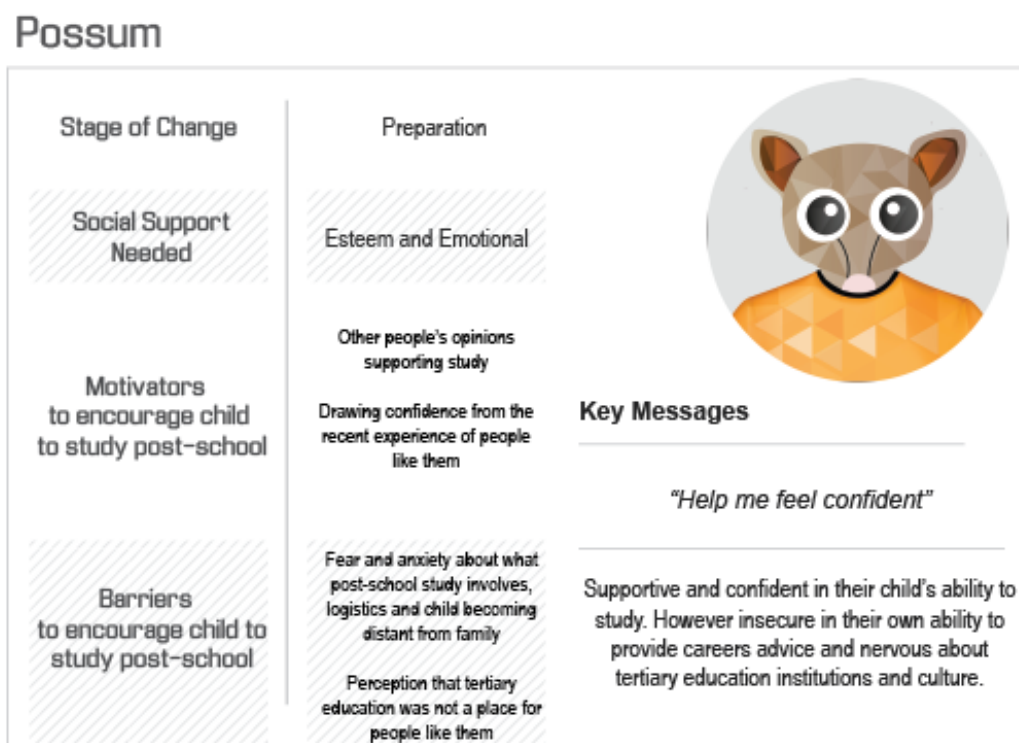 Possum
Stage of Change
Preparation
Social Support
Needed
Esteem and Emotional
Motivators
to encourage child
to study post-school
Other people's opinions
supporting study
Drawing confidence from the
recent experience of people
like them
Barriers
to encourage child to
study post-school
Fear and anxiety about what
post-school study involves,
logistics and child becoming
distant from family
Perception that tertiary
education was not a place for
people like them
Key Messages
“Help me feel confident”
Supportive and confident in their child's ability to
study. However insecure in their own ability to
provide careers advice and nervous about
tertiary education institutions and culture.